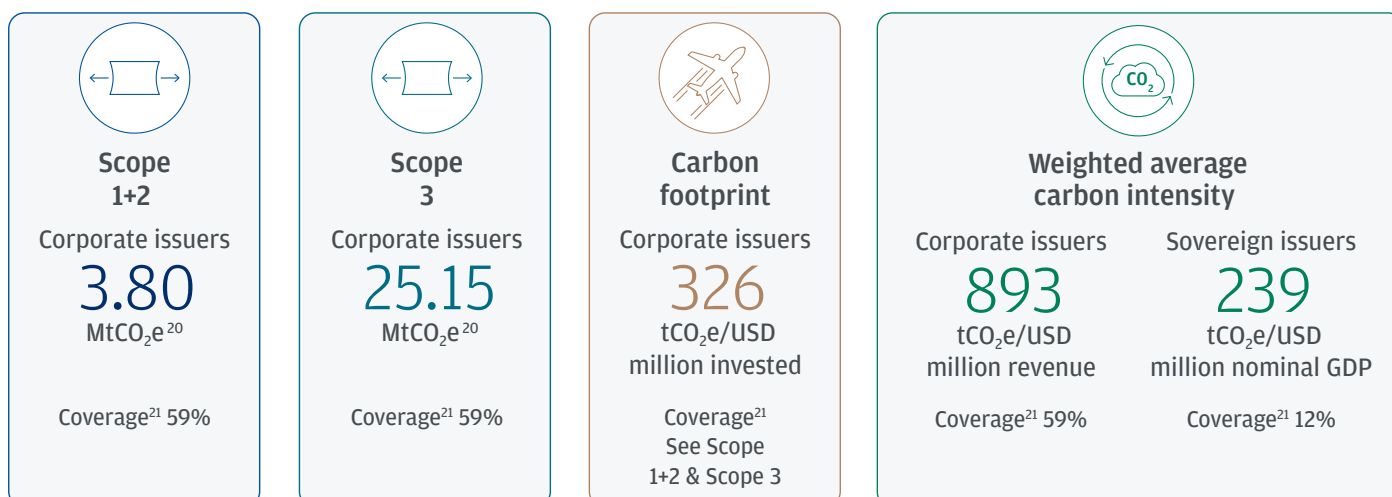 Scope
1+2
Corporate issuers
3.80
MtCO₂e²⁰
Coverage²¹ 59%
Scope
3
Corporate issuers
25.15
MtCO₂e²⁰
Coverage²¹ 59%
Carbon
footprint
Corporate issuers
326
tCO₂e/USD
million invested
Coverage²¹
See Scope
1+2 & Scope 3
CO₂
Weighted average
carbon intensity
Corporate issuers
893
tCO₂e/USD
million revenue
Coverage²¹ 59%
Sovereign issuers
239
tCO₂e/USD
million nominal GDP
Coverage²¹ 12%